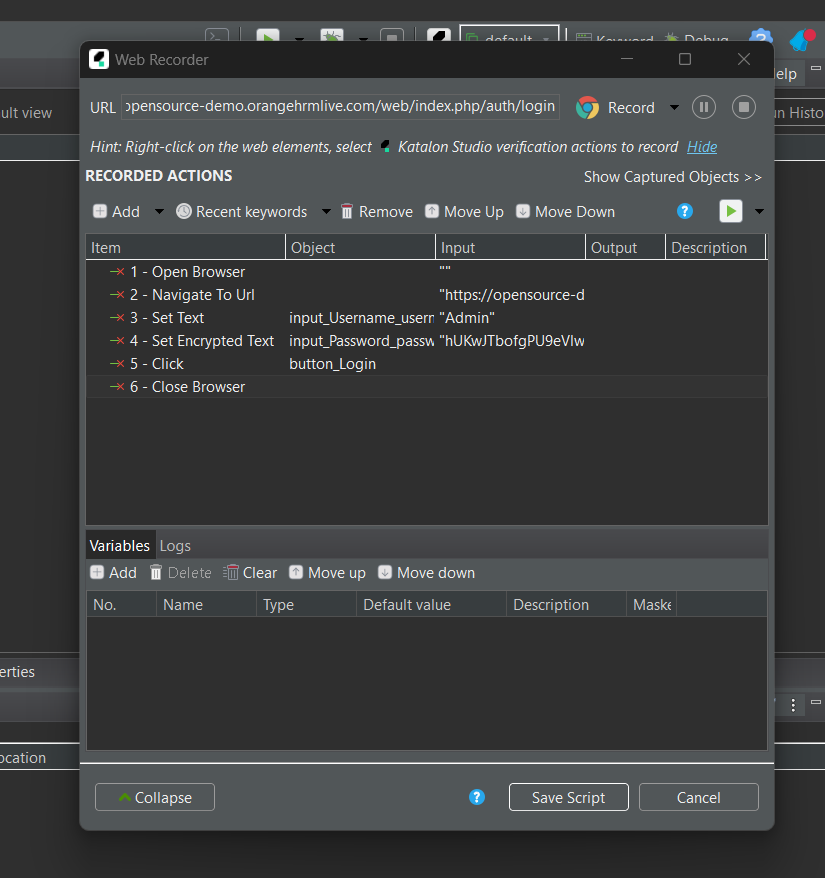 default
Keyword
Debug
Web Recorder
elp
ult view
un Histo
URL opensource-demo.orangehrmlive.com/web/index.php/auth/login
Record
Hint: Right-click on the web elements, select Katalon Studio verification actions to record Hide
RECORDED ACTIONS
Show Captured Objects >>
Add Recent keywords Remove Move Up Move Down
Item Object Input Output Description
1 - Open Browser ""
2 - Navigate To Url "https://opensource-d
3 - Set Text input_Username_usern "Admin"
4 - Set Encrypted Text input_Password_passw
5 - Click button_Login
6 - Close Browser
Variables Logs
Add Delete Clear Move up Move down
No. Name Type Default value Description Maske
erties
ocation
Collapse
Save Script
Cancel